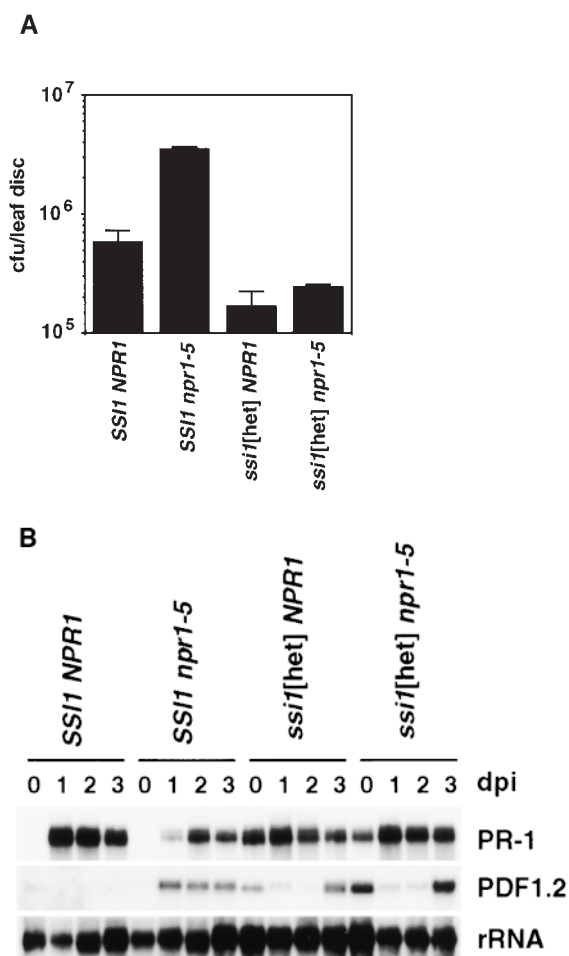 A
10^7
10^6
10^5
cfu/leaf disc
SSI1 NPR1
SSI1 npr1-5
ssi1[het] NPR1
ssi1[het] npr1-5
B
SSI1 NPR1
SSI1 npr1-5
ssi1[het] NPR1
ssi1[het] npr1-5
0 1 2 3 0 1 2 3 0 1 2 3 0 1 2 3 dpi
PR-1
PDF1.2
rRNA